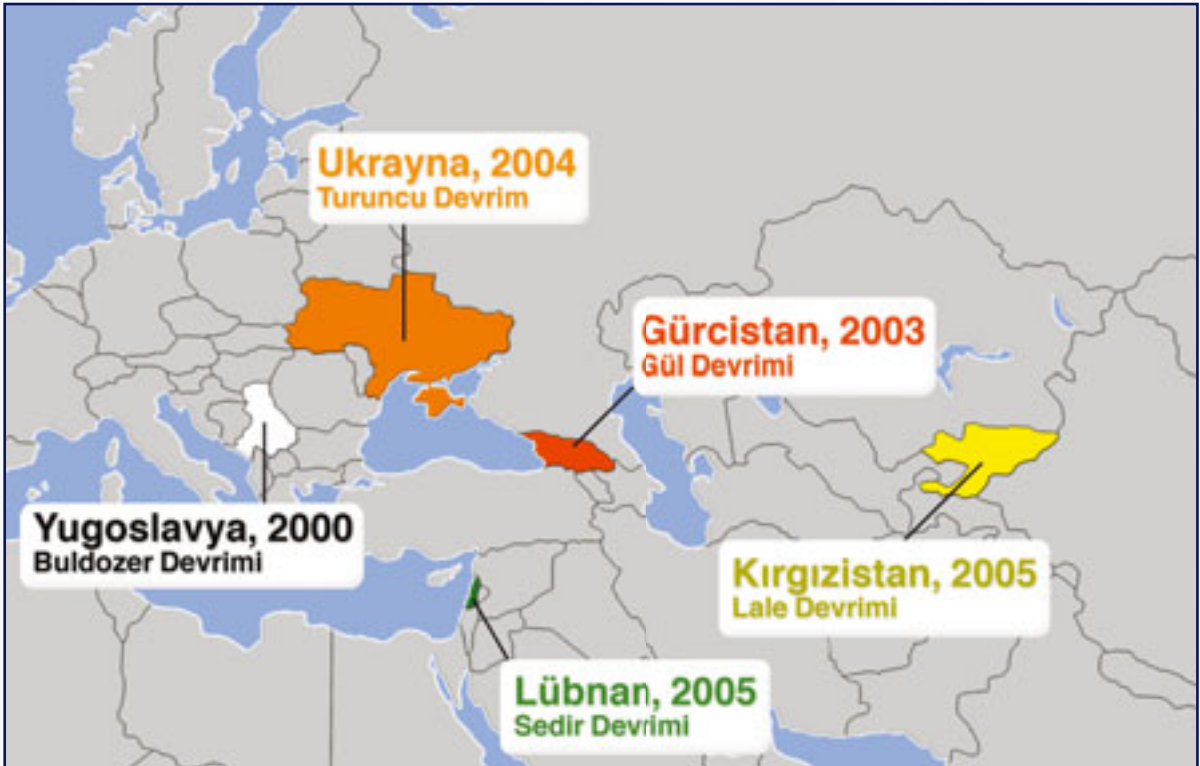 Ukrayna, 2004
Turuncu Devrim
Gürcistan, 2003
Gül Devrimi
Yugoslavya, 2000
Buldozer Devrimi
Kırgızistan, 2005
Lale Devrimi
Lübnan, 2005
Sedir Devrimi